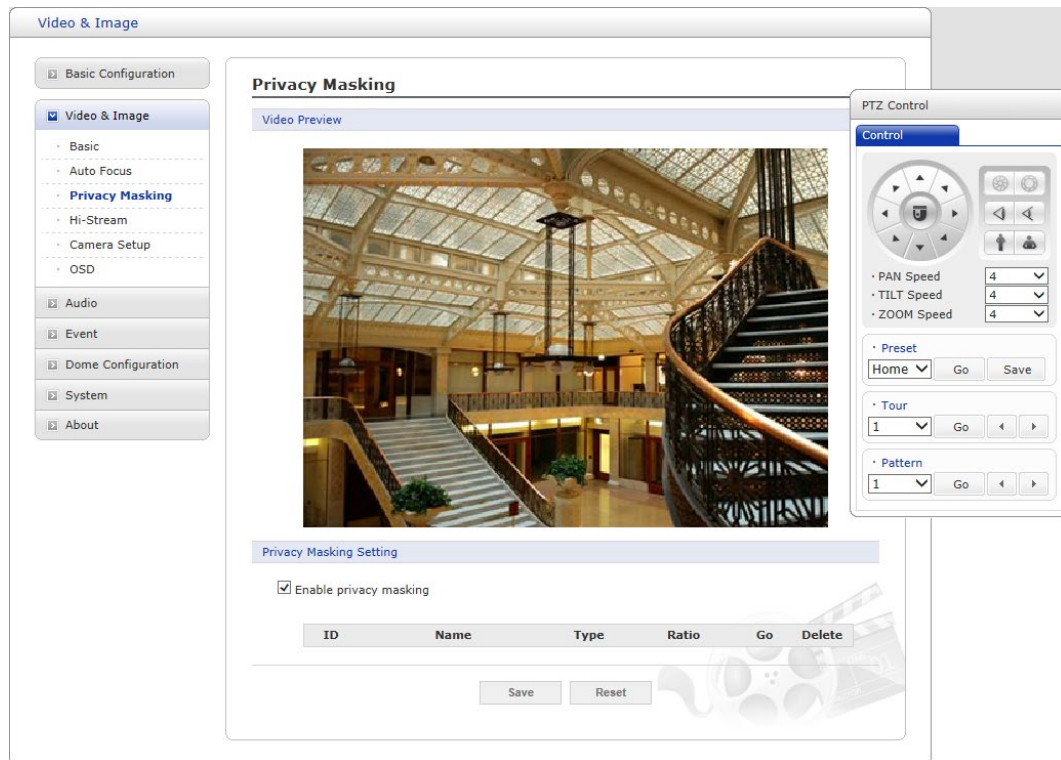 Video & Image
Basic Configuration
Video & Image
· Basic
· Auto Focus
· Privacy Masking
· Hi-Stream
· Camera Setup
· OSD
Audio
Event
Dome Configuration
System
About
Privacy Masking
Video Preview
Privacy Masking Setting
Enable privacy masking
ID Name Type Ratio Go Delete
Save Reset
PTZ Control
Control
· PAN Speed 4
· TILT Speed 4
· ZOOM Speed 4
· Preset
Home Go Save
· Tour
1 Go
· Pattern
1 Go